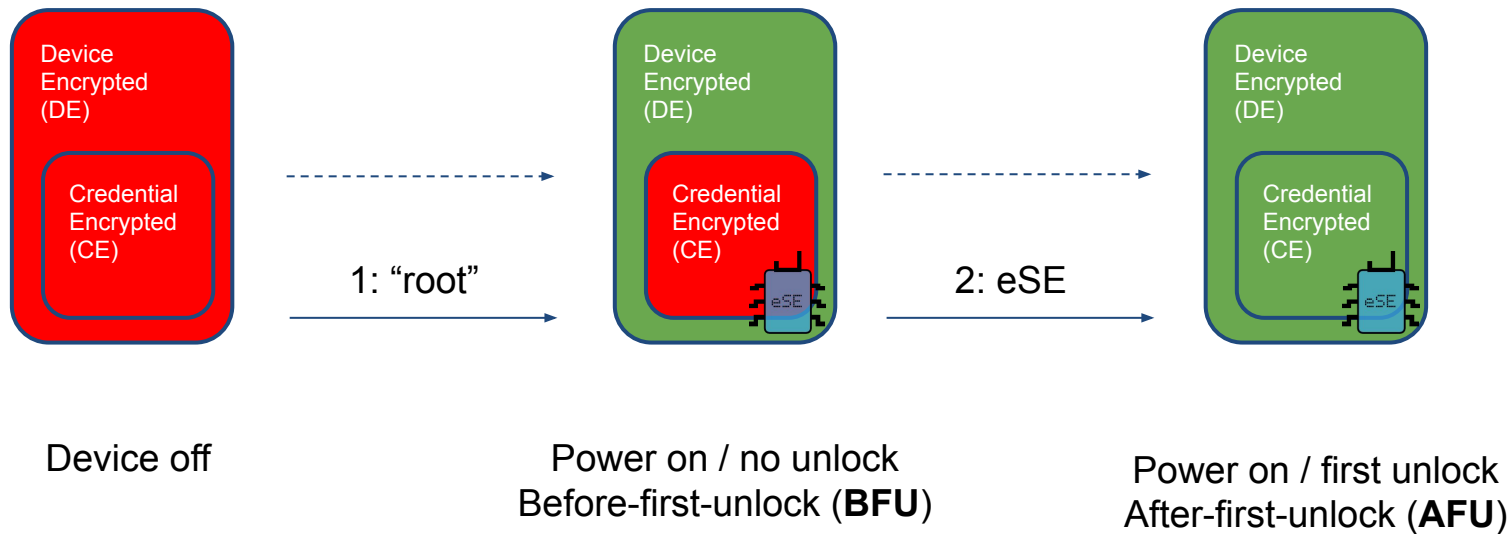 Device
Encrypted
(DE)
Credential
Encrypted
(CE)
1: “root”
Device
Encrypted
(DE)
Credential
Encrypted
(CE)
eSE
2: eSE
Device
Encrypted
(DE)
Credential
Encrypted
(CE)
eSE
Device off
Power on / no unlock
Before-first-unlock (BFU)
Power on / first unlock
After-first-unlock (AFU)